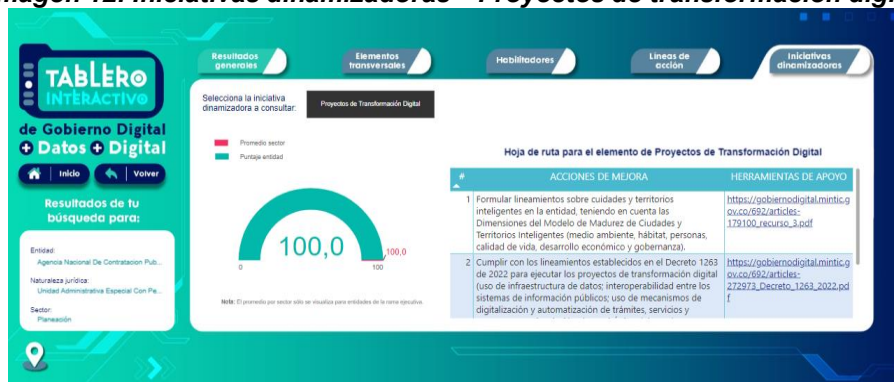 magen 12. Iniciativas dinamizadoras – Proyectos de transformación digi
Resultados generales
Elementos transversales
Habilitadores
Líneas de acción
Iniciativas dinamizadoras
TABLERO
INTERACTIVO
de Gobierno Digital
Datos Digital
Inicio
Volver
Resultados de tu
búsqueda para:
Entidad:
Agencia Nacional De Contratacion Pub...
Naturaleza jurídica:
Unidad Administrativa Especial Con Pe...
Sector:
Planeación
Selecciona la iniciativa
dinamizadora a consultar:
Proyectos de Transformación Digital
Promedio sector
Puntaje entidad
100,0
100,0
0
100
Nota: El promedio por sector sólo se visualiza para entidades de la rama ejecutiva.
Hoja de ruta para el elemento de Proyectos de Transformación Digital
# ACCIONES DE MEJORA HERRAMIENTAS DE APOYO
1 Formular lineamientos sobre cuidades y territorios
inteligentes en la entidad, teniendo en cuenta las
Dimensiones del Modelo de Madurez de Ciudades y
Territorios Inteligentes (medio ambiente, hábitat, personas,
calidad de vida, desarrollo económico y gobernanza).
https://gobiernodigital.mintic.g
ov.co/692/articles-
179100_recurso_3.pdf
2 Cumplir con los lineamientos establecidos en el Decreto 1263
de 2022 para ejecutar los proyectos de transformación digital
(uso de infraestructura de datos; interoperabilidad entre los
sistemas de información públicos; uso de mecanismos de
digitalización y automatización de trámites, servicios y
https://gobiernodigital.mintic.g
ov.co/692/articles-
272973_Decreto_1263_2022.pd
f